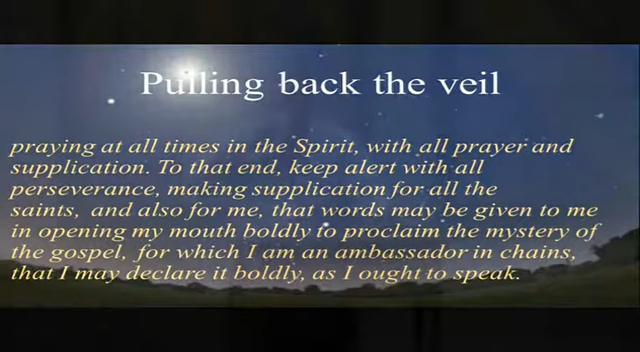 Pulling back the veil
praying at all times in the Spirit, with all prayer and
supplication. To that end, keep alert with all
perseverance, making supplication for all the
saints, and also for me, that words may be given to me
in opening my mouth boldly to proclaim the mystery of
the gospel, for which I am an ambassador in chains,
that I may declare it boldly, as I ought to speak.